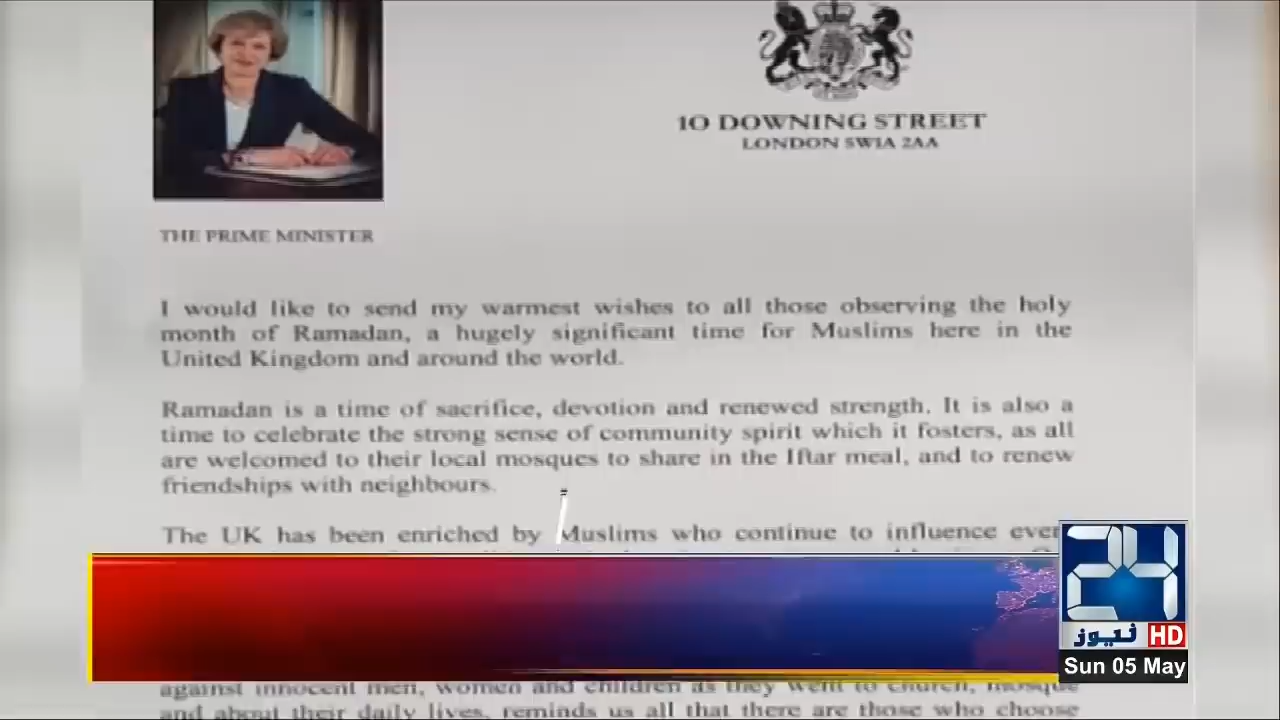 10 DOWNING STREET
LONDON SW1A 2AA
THE PRIME MINISTER
I would like to send my warmest wishes to all those observing the holy
month of Ramadan, a hugely significant time for Muslims here in the
United Kingdom and around the world.
Ramadan is a time of sacrifice, devotion and renewed strength. It is also a
time to celebrate the strong sense of community spirit which it fosters, as all
are welcomed to their local mosques to share in the Iftar meal, and to renew
friendships with neighbours.
The UK has been enriched by Muslims who continue to influence
against innocent men, women and children as they went to church, mosque
and about their daily lives, reminds us all that there are those who choose
24
نیوز HD
Sun 05 May